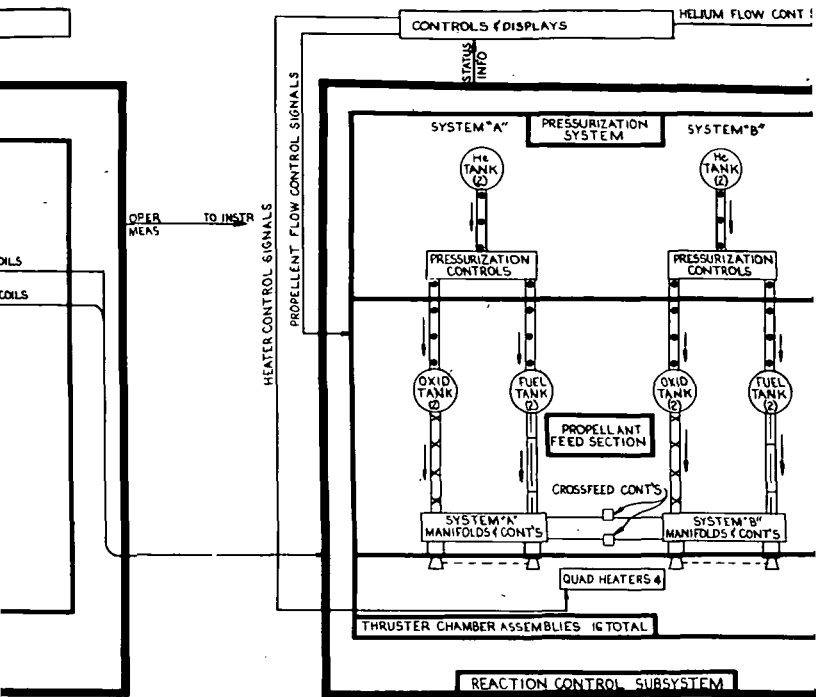 CONTROLS & DISPLAYS
HELIUM FLOW CONT
STATUS
INFO
SYSTEM "A"
PRESSURIZATION
SYSTEM
SYSTEM "B"
He
TANK
(2)
He
TANK
(2)
OPER
MEAS
TO INSTR
HEATER CONTROL SIGNALS
PROPELLENT FLOW CONTROL SIGNALS
OILS
COILS
PRESSURIZATION
CONTROLS
PRESSURIZATION
CONTROLS
OXID
TANK
(2)
FUEL
TANK
(2)
OXID
TANK
(2)
FUEL
TANK
(2)
PROPELLANT
FEED SECTION
CROSSFEED CONT'S
SYSTEM "A"
MANIFOLDS & CONT'S
SYSTEM "B"
MANIFOLDS & CONT'S
QUAD HEATERS 4
THRUSTER CHAMBER ASSEMBLIES 16 TOTAL
REACTION CONTROL SUBSYSTEM